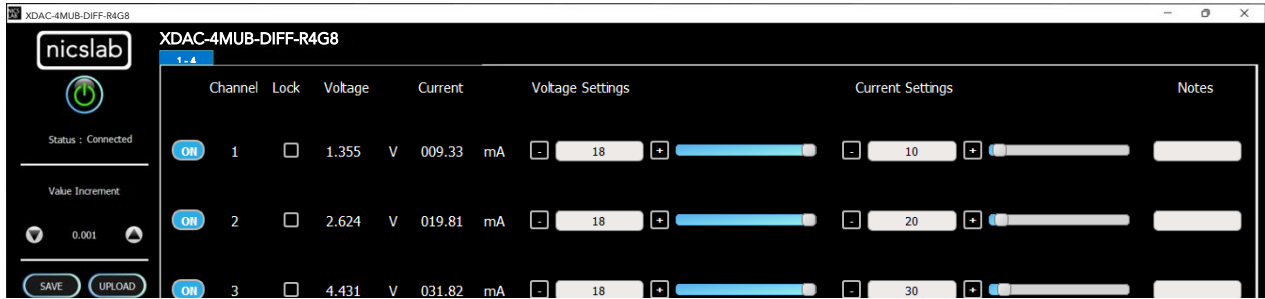 XDAC-4MUB-DIFF-R4G8
nicslab
XDAC-4MUB-DIFF-R4G8
1 - 4
Channel Lock Voltage Current Voltage Settings Current Settings Notes
Status : Connected
ON 1 1.355 V 009.33 mA - 18 + - 10 +
Value Increment
ON 2 2.624 V 019.81 mA - 18 + - 20 +
0.001
SAVE UPLOAD
ON 3 4.431 V 031.82 mA - 18 + - 30 +